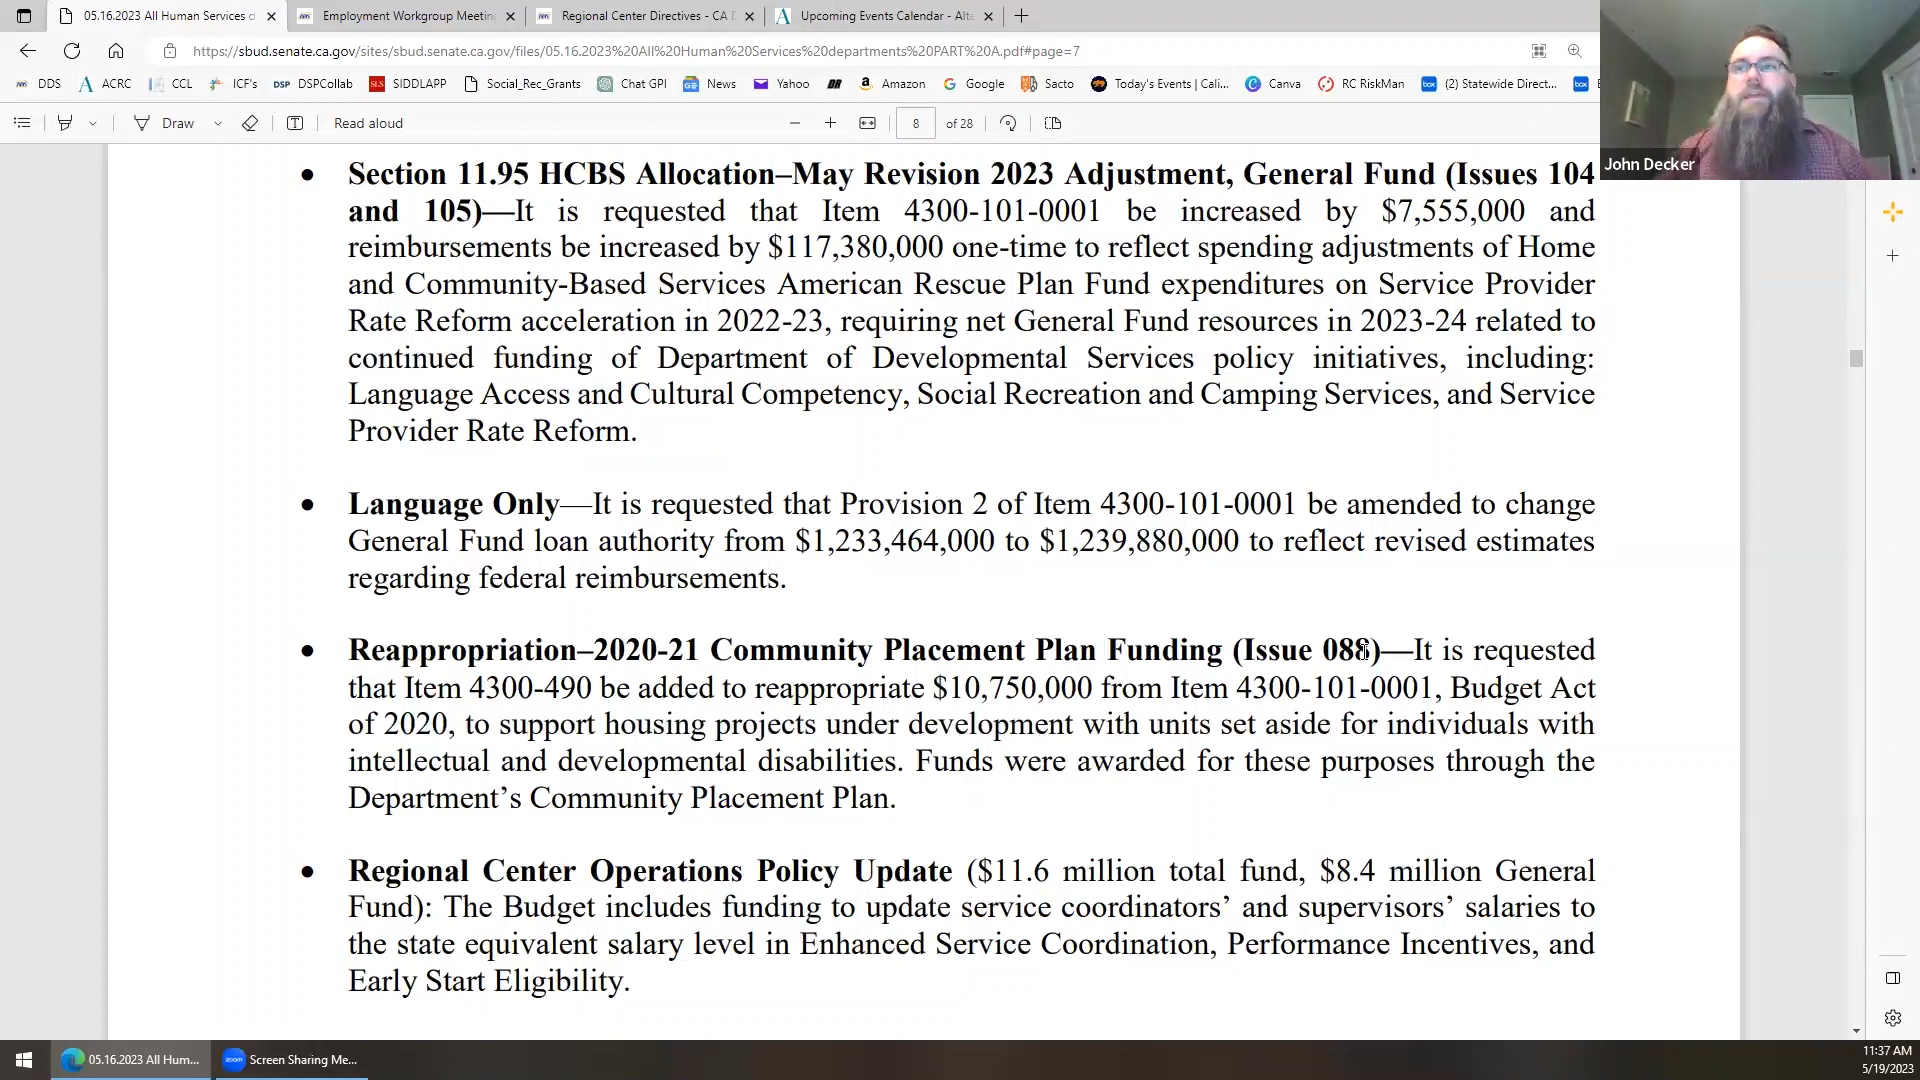 05.16.2023 All Human Services d
Employment Workgroup Meetin
Regional Center Directives - CA D
Upcoming Events Calendar - Alta
https://sbud.senate.ca.gov/sites/sbud.senate.ca.gov/files/05.16.2023%20All%20Human%20Services%20departments%20PART%20A.pdf#page=7
DDS
ACRC
CCL
ICF's
DSP DSPCollab
SLS SIDDLAPP
Social_Rec_Grants
Chat GPI
News
Yahoo
Amazon
Google
Sacto
Today's Events | Cali...
Canva
RC RiskMan
box (2) Statewide Direct...
box
Draw
Read aloud
8 of 28
John Decker
• Section 11.95 HCBS Allocation–May Revision 2023 Adjustment, General Fund (Issues 104
and 105)—It is requested that Item 4300-101-0001 be increased by $7,555,000 and
reimbursements be increased by $117,380,000 one-time to reflect spending adjustments of Home
and Community-Based Services American Rescue Plan Fund expenditures on Service Provider
Rate Reform acceleration in 2022-23, requiring net General Fund resources in 2023-24 related to
continued funding of Department of Developmental Services policy initiatives, including:
Language Access and Cultural Competency, Social Recreation and Camping Services, and Service
Provider Rate Reform.
• Language Only—It is requested that Provision 2 of Item 4300-101-0001 be amended to change
General Fund loan authority from $1,233,464,000 to $1,239,880,000 to reflect revised estimates
regarding federal reimbursements.
• Reappropriation–2020-21 Community Placement Plan Funding (Issue 088)—It is requested
that Item 4300-490 be added to reappropriate $10,750,000 from Item 4300-101-0001, Budget Act
of 2020, to support housing projects under development with units set aside for individuals with
intellectual and developmental disabilities. Funds were awarded for these purposes through the
Department’s Community Placement Plan.
• Regional Center Operations Policy Update ($11.6 million total fund, $8.4 million General
Fund): The Budget includes funding to update service coordinators’ and supervisors’ salaries to
the state equivalent salary level in Enhanced Service Coordination, Performance Incentives, and
Early Start Eligibility.
05.16.2023 All Hum...
zoom Screen Sharing Me...
11:37 AM
5/19/2023